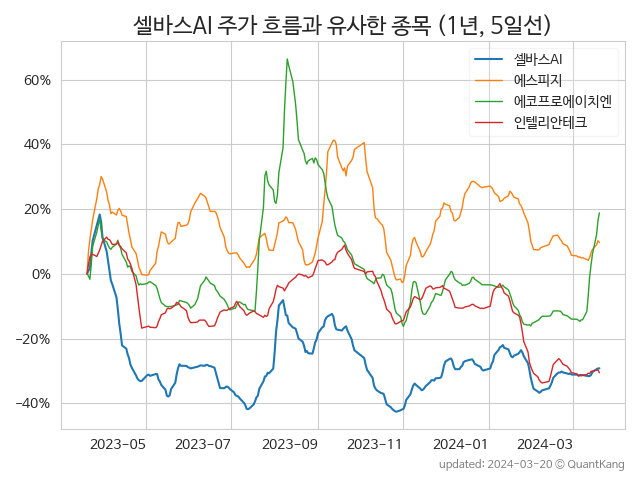 셀바스AI 주가 흐름과 유사한 종목 (1년, 5일선)
셀바스AI
에스피지
에코프로에이치엔
인텔리안테크
60%
40%
20%
0%
−20%
−40%
2023-05
2023-07
2023-09
2023-11
2024-01
2024-03
updated: 2024-03-20 © QuantKang